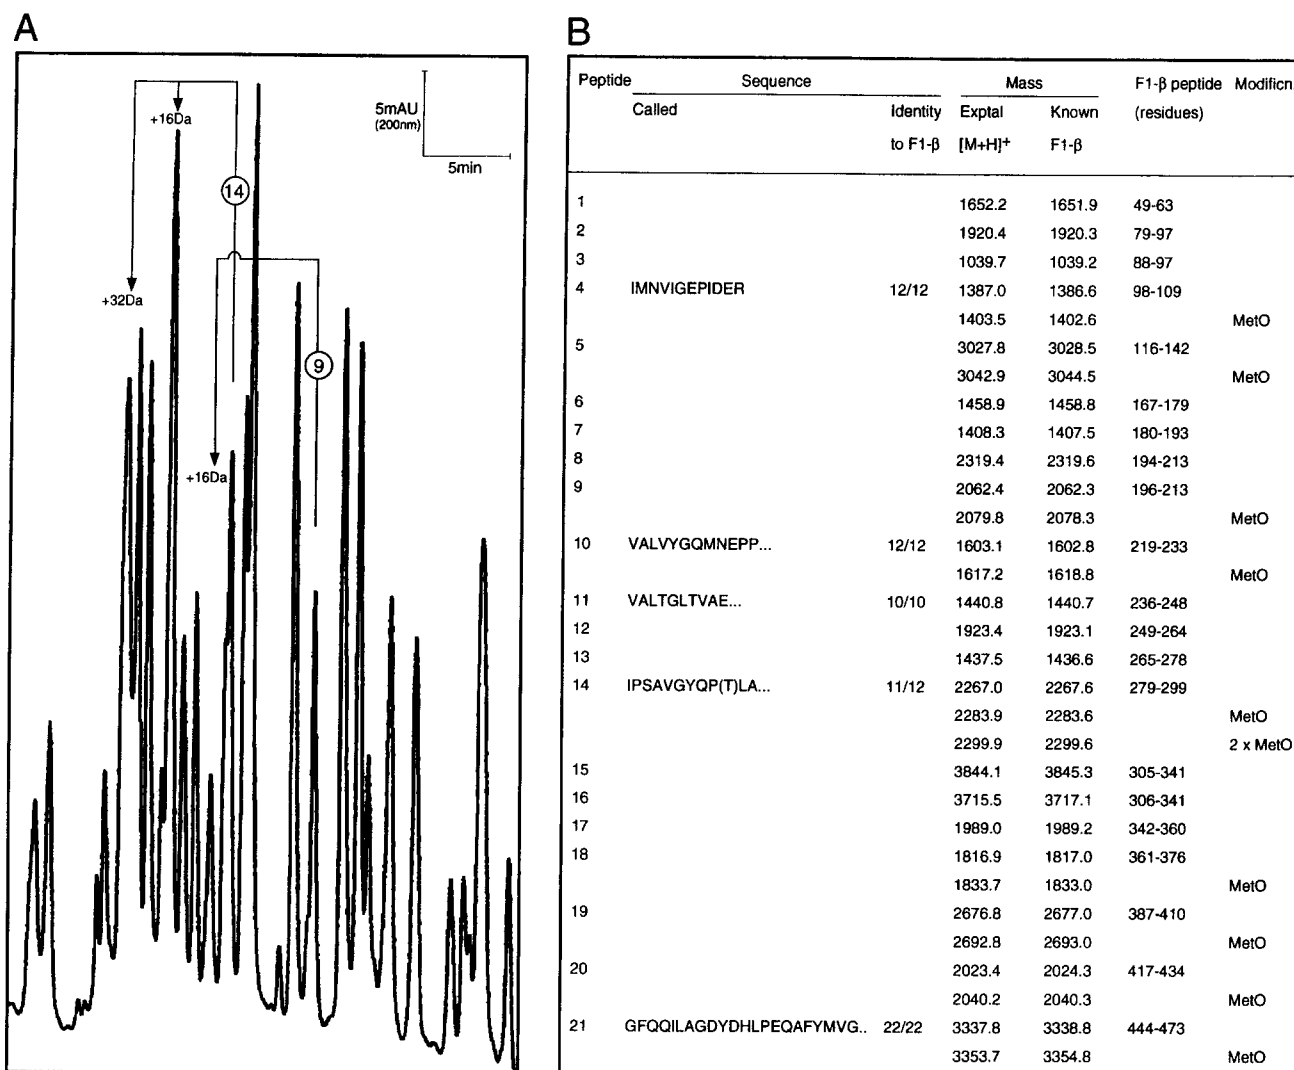 A
5mAU
(200nm)
5min
+16Da
14
+32Da
9
+16Da
B
Peptide Sequence Mass F1-β peptide Modificn.
Called Identity Exptal Known (residues)
to F1-β [M+H]+ F1-β
1 1652.2 1651.9 49-63
2 1920.4 1920.3 79-97
3 1039.7 1039.2 88-97
4 IMNVIGEPIDER 12/12 1387.0 1386.6 98-109
1403.5 1402.6 MetO
5 3027.8 3028.5 116-142
3042.9 3044.5 MetO
6 1458.9 1458.8 167-179
7 1408.3 1407.5 180-193
8 2319.4 2319.6 194-213
9 2062.4 2062.3 196-213
2079.8 2078.3 MetO
10 VALVYGQMNEPP... 12/12 1603.1 1602.8 219-233
1617.2 1618.8 MetO
11 VALTGLTVAE... 10/10 1440.8 1440.7 236-248
12 1923.4 1923.1 249-264
13 1437.5 1436.6 265-278
14 IPSAVGYQP(T)LA... 11/12 2267.0 2267.6 279-299
2283.9 2283.6 MetO
2299.9 2299.6 2 x MetO
15 3844.1 3845.3 305-341
16 3715.5 3717.1 306-341
17 1989.0 1989.2 342-360
18 1816.9 1817.0 361-376
1833.7 1833.0 MetO
19 2676.8 2677.0 387-410
2692.8 2693.0 MetO
20 2023.4 2024.3 417-434
2040.2 2040.3 MetO
21 GFQQILAGDYDHLPEQAFYMVG.. 22/22 3337.8 3338.8 444-473
3353.7 3354.8 MetO